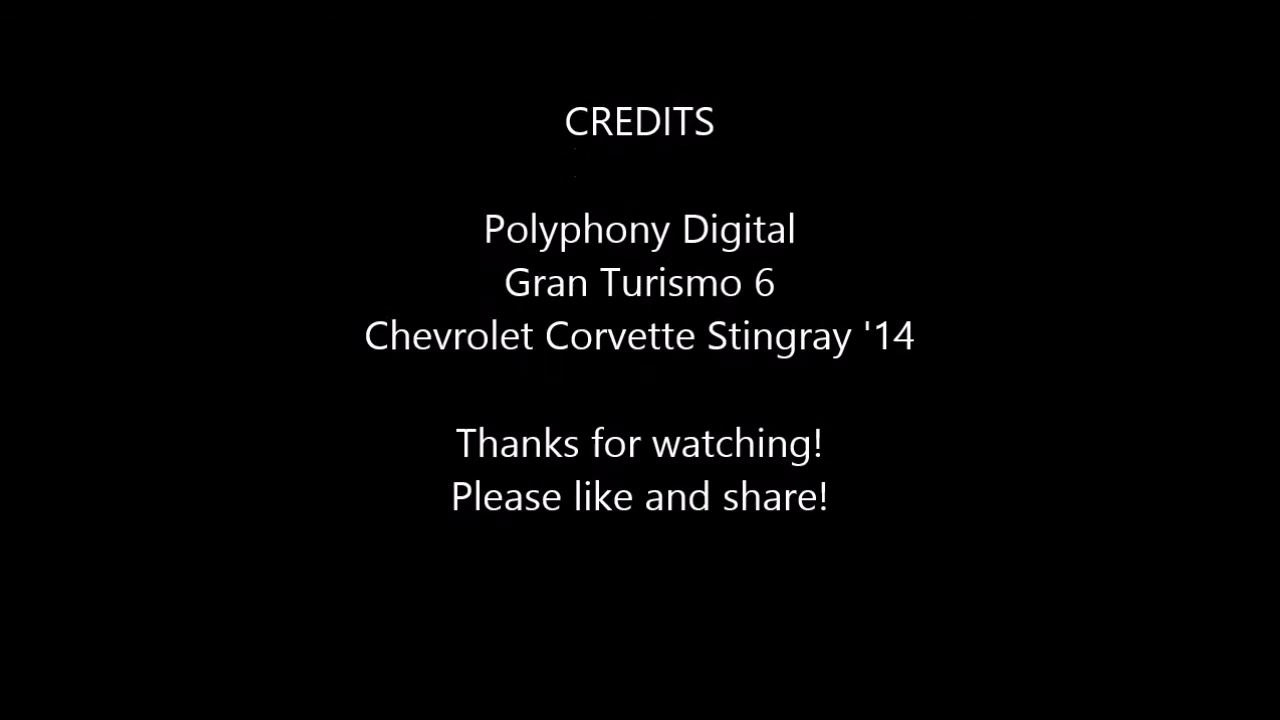 CREDITS
Polyphony Digital
Gran Turismo 6
Chevrolet Corvette Stingray '14
Thanks for watching!
Please like and share!